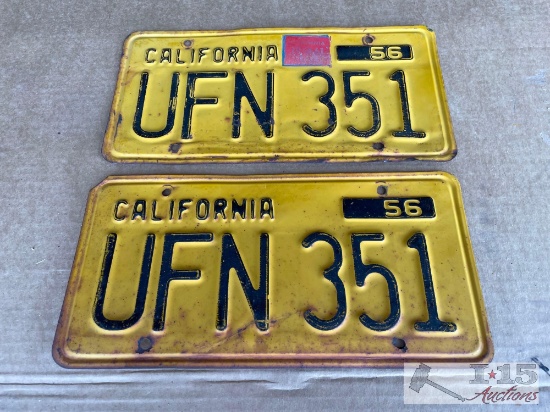 CALIFORNIA 56
UFN 351
CALIFORNIA 56
UFN 351
I-15
Auctions